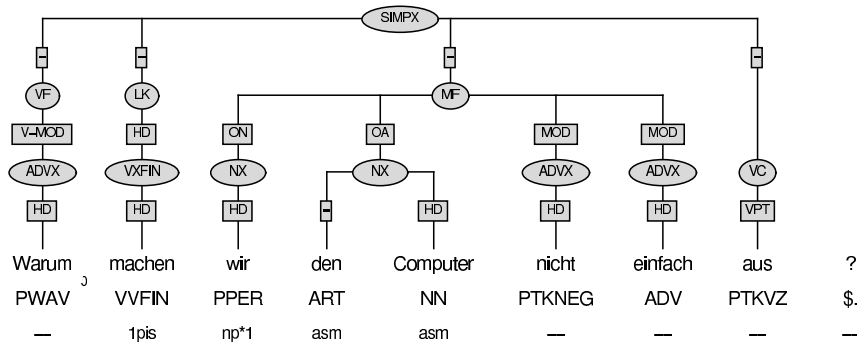 SIMPX
– – – –
VF LK MF
V–MOD HD ON OA MOD MOD
ADVX VXFIN NX NX ADVX ADVX VC
HD HD HD – HD HD HD VPT
Warum machen wir den Computer nicht einfach aus ?
PWAV VVFIN PPER ART NN PTKNEG ADV PTKVZ $.
–– 1pis np*1 asm asm –– –– –– ––